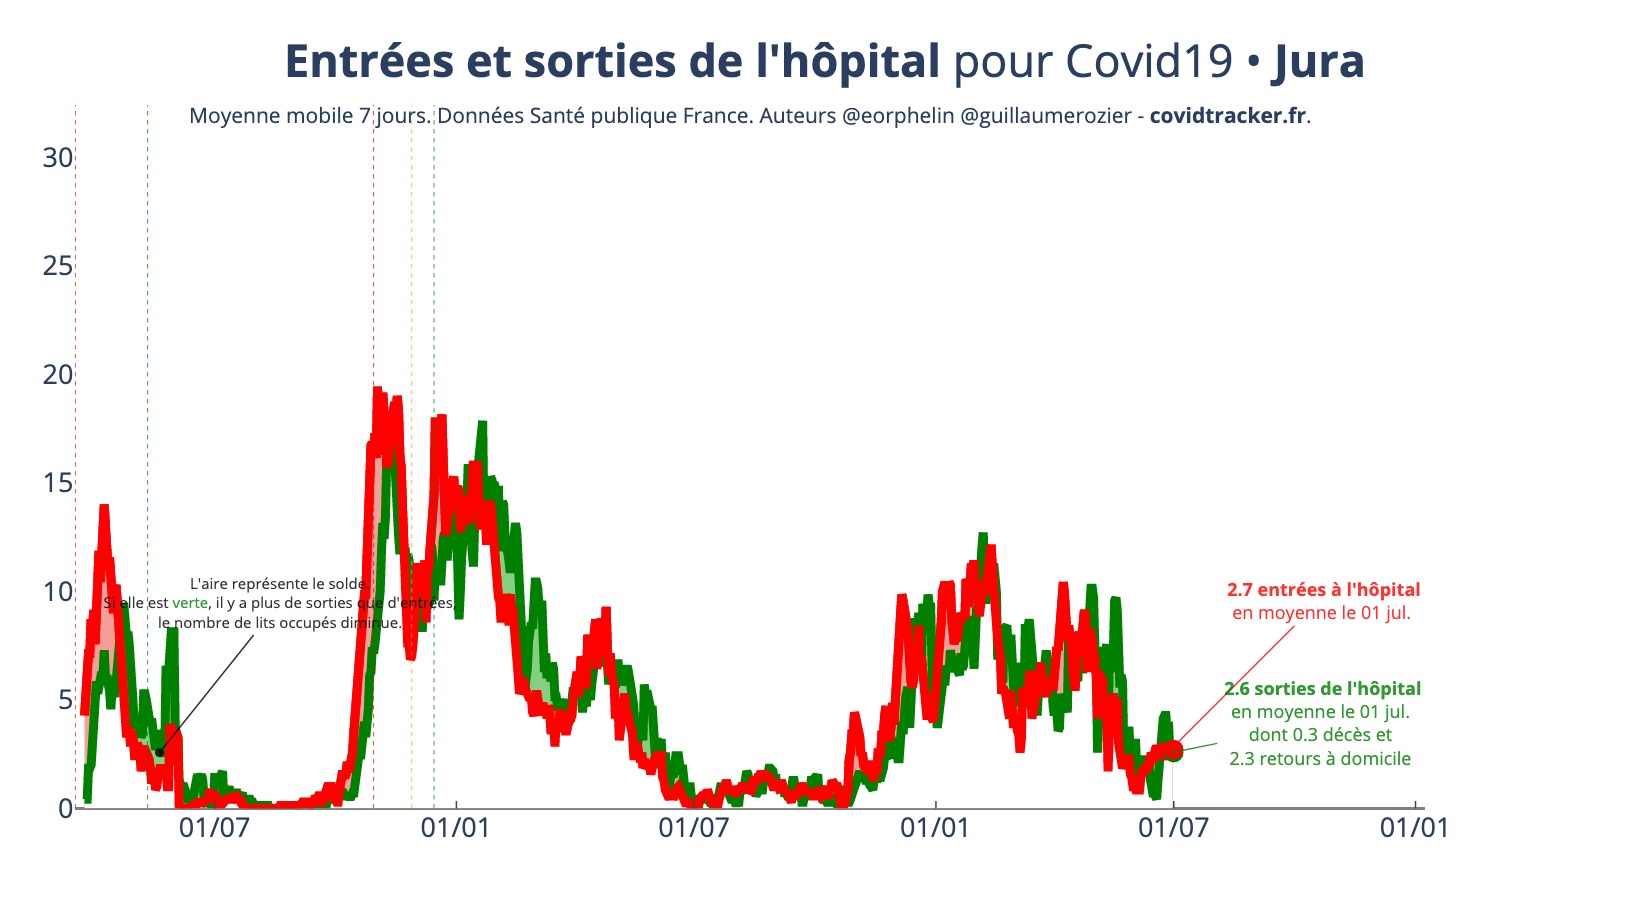 Entrées et sorties de l'hôpital pour Covid19 • Jura
Moyenne mobile 7 jours. Données Santé publique France. Auteurs @eorphelin @guillaumerozier - covidtracker.fr.
30
25
20
15
10
5
0
L'aire représente le solde.
Si elle est verte, il y a plus de sorties que d'entrées,
le nombre de lits occupés diminue.
2.7 entrées à l'hôpital
en moyenne le 01 jul.
2.6 sorties de l'hôpital
en moyenne le 01 jul.
dont 0.3 décès et
2.3 retours à domicile
01/07
01/01
01/07
01/01
01/07
01/01